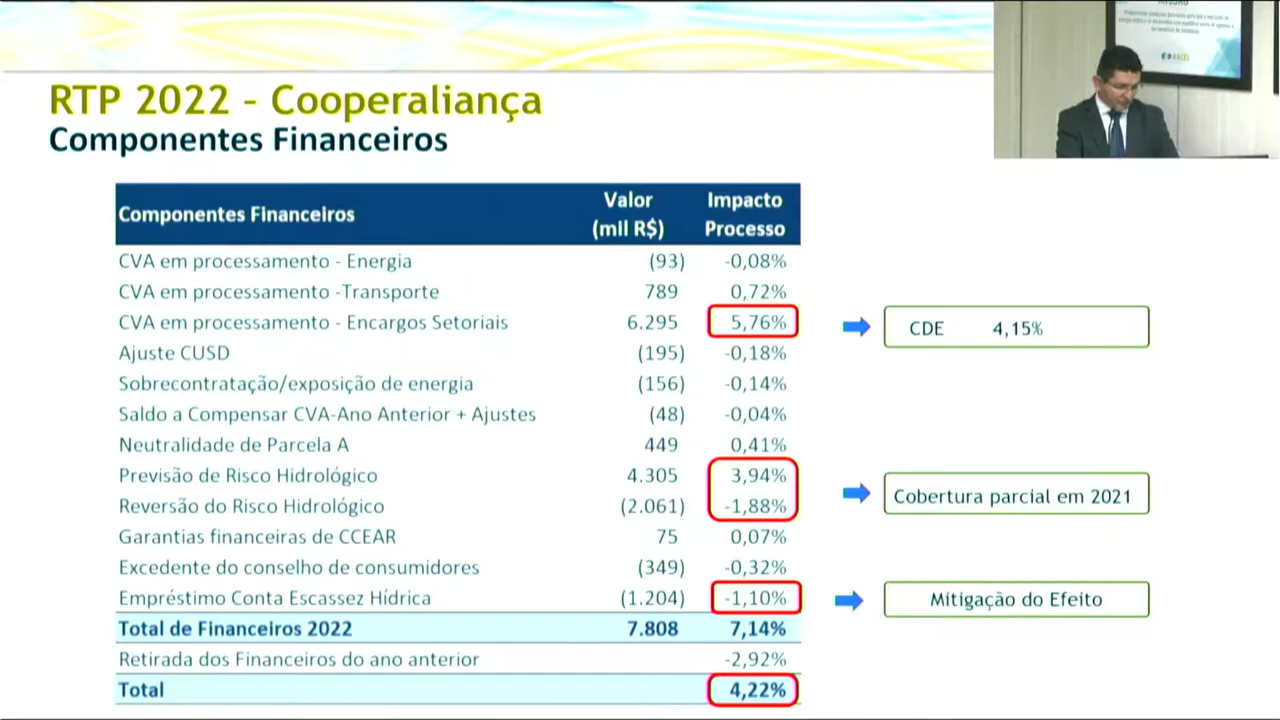 RTP 2022 - Cooperaliança
Componentes Financeiros
Componentes Financeiros Valor (mil R$) Impacto Processo
CVA em processamento - Energia (93) -0,08%
CVA em processamento -Transporte 789 0,72%
CVA em processamento - Encargos Setoriais 6.295 5,76%
CDE 4,15%
Ajuste CUSD (195) -0,18%
Sobrecontratação/exposição de energia (156) -0,14%
Saldo a Compensar CVA-Ano Anterior + Ajustes (48) -0,04%
Neutralidade de Parcela A 449 0,41%
Previsão de Risco Hidrológico 4.305 3,94%
Reversão do Risco Hidrológico (2.061) -1,88%
Cobertura parcial em 2021
Garantias financeiras de CCEAR 75 0,07%
Excedente do conselho de consumidores (349) -0,32%
Empréstimo Conta Escassez Hídrica (1.204) -1,10%
Mitigação do Efeito
Total de Financeiros 2022 7.808 7,14%
Retirada dos Financeiros do ano anterior -2,92%
Total 4,22%